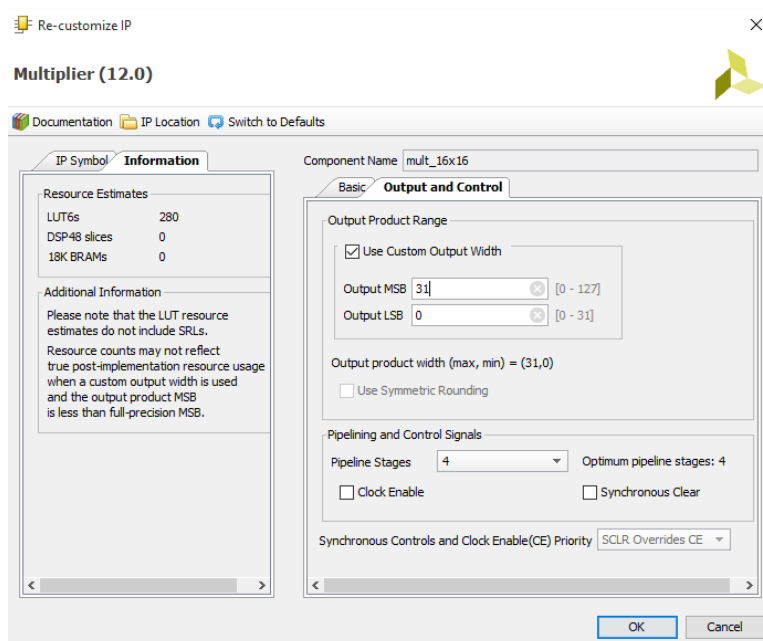 Re-customize IP
Multiplier (12.0)
Documentation IP Location Switch to Defaults
IP Symbol Information
Resource Estimates
LUT6s 280
DSP48 slices 0
18K BRAMs 0
Additional Information
Please note that the LUT resource
estimates do not include SRLs.
Resource counts may not reflect
true post-implementation resource usage
when a custom output width is used
and the output product MSB
is less than full-precision MSB.
Component Name mult_16x16
Basic Output and Control
Output Product Range
Use Custom Output Width
Output MSB 31 [0 - 127]
Output LSB 0 [0 - 31]
Output product width (max, min) = (31,0)
Use Symmetric Rounding
Pipelining and Control Signals
Pipeline Stages 4 Optimum pipeline stages: 4
Clock Enable Synchronous Clear
Synchronous Controls and Clock Enable(CE) Priority SCLR Overrides CE
OK Cancel